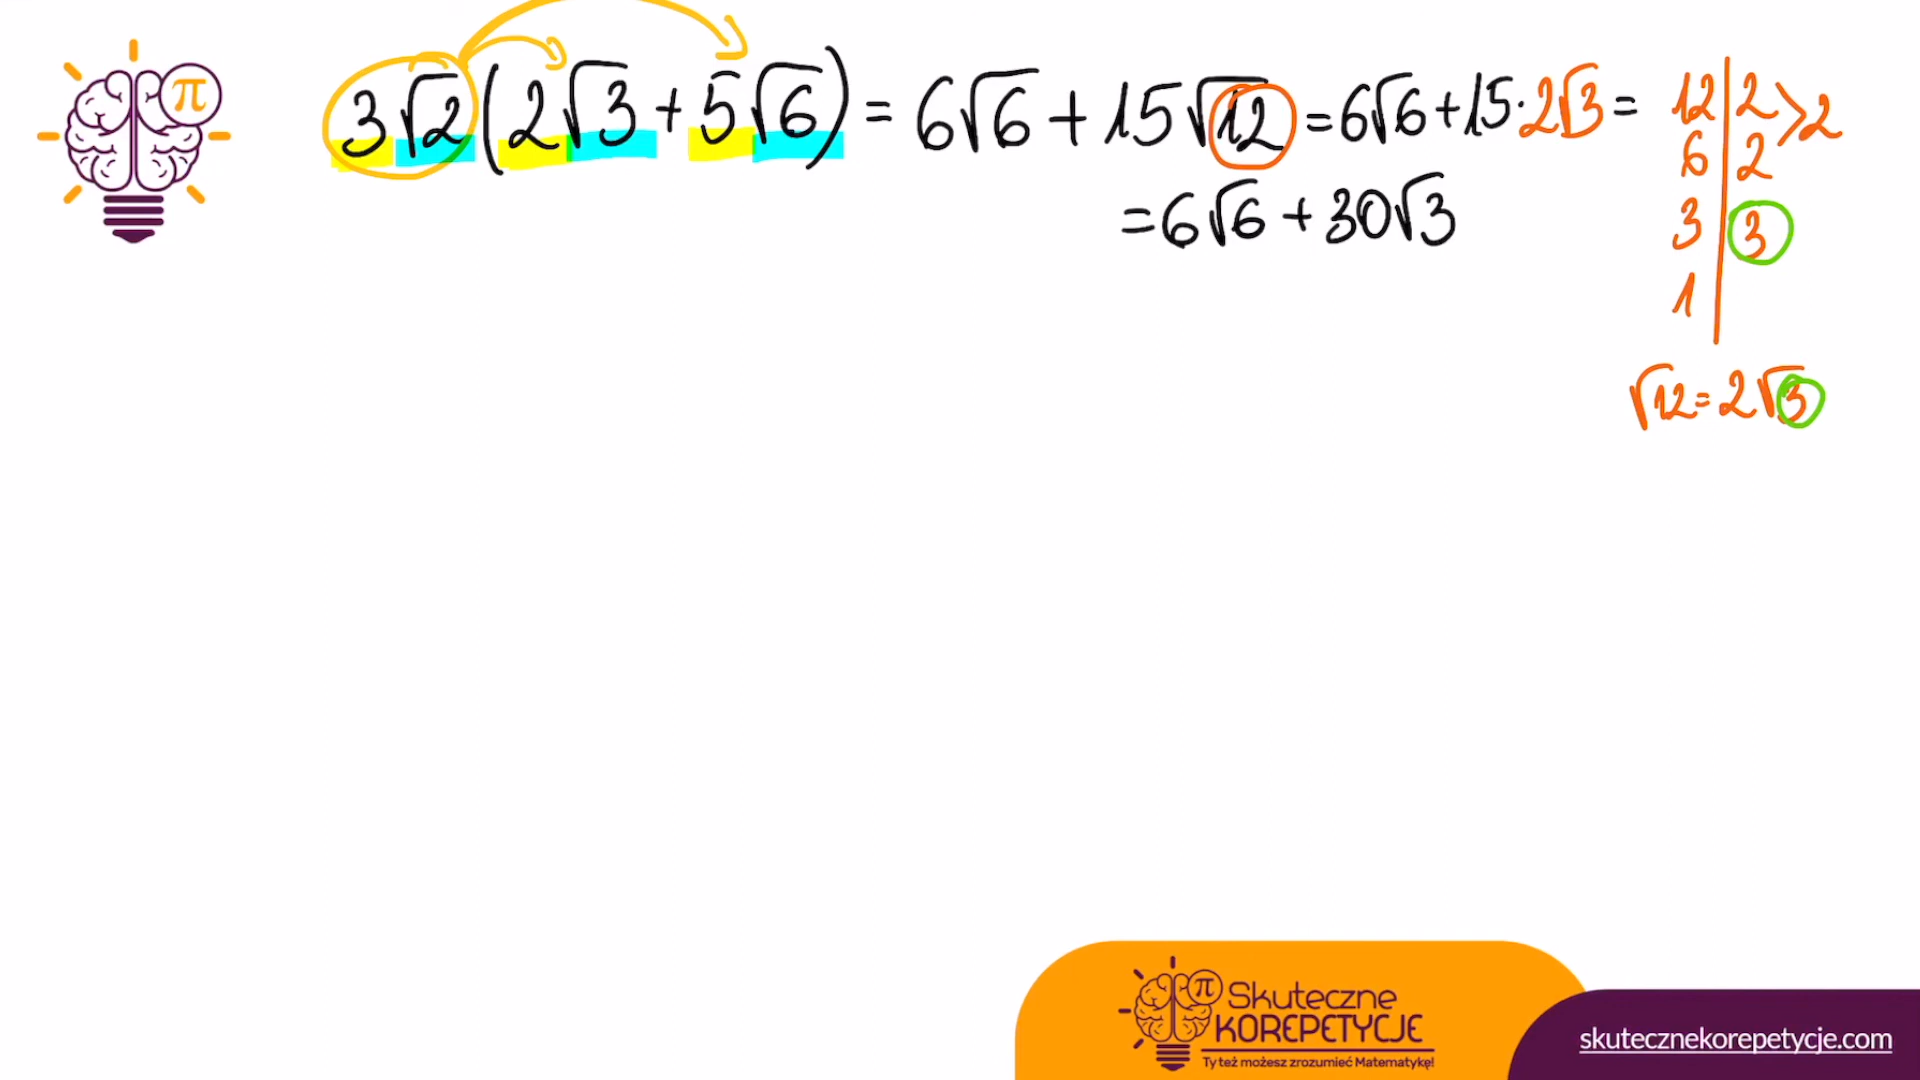 π
3√2(2√3+5√6) = 6√6 + 15√12 = 6√6+15·2√3 =
= 6√6 + 30√3
12 | 2 > 2
6 | 2
3 | 3
1 |
√12 = 2√3
π
Skuteczne
KOREPETYCJE
Ty też możesz zrozumieć Matematykę!
skutecznekorepetycje.com